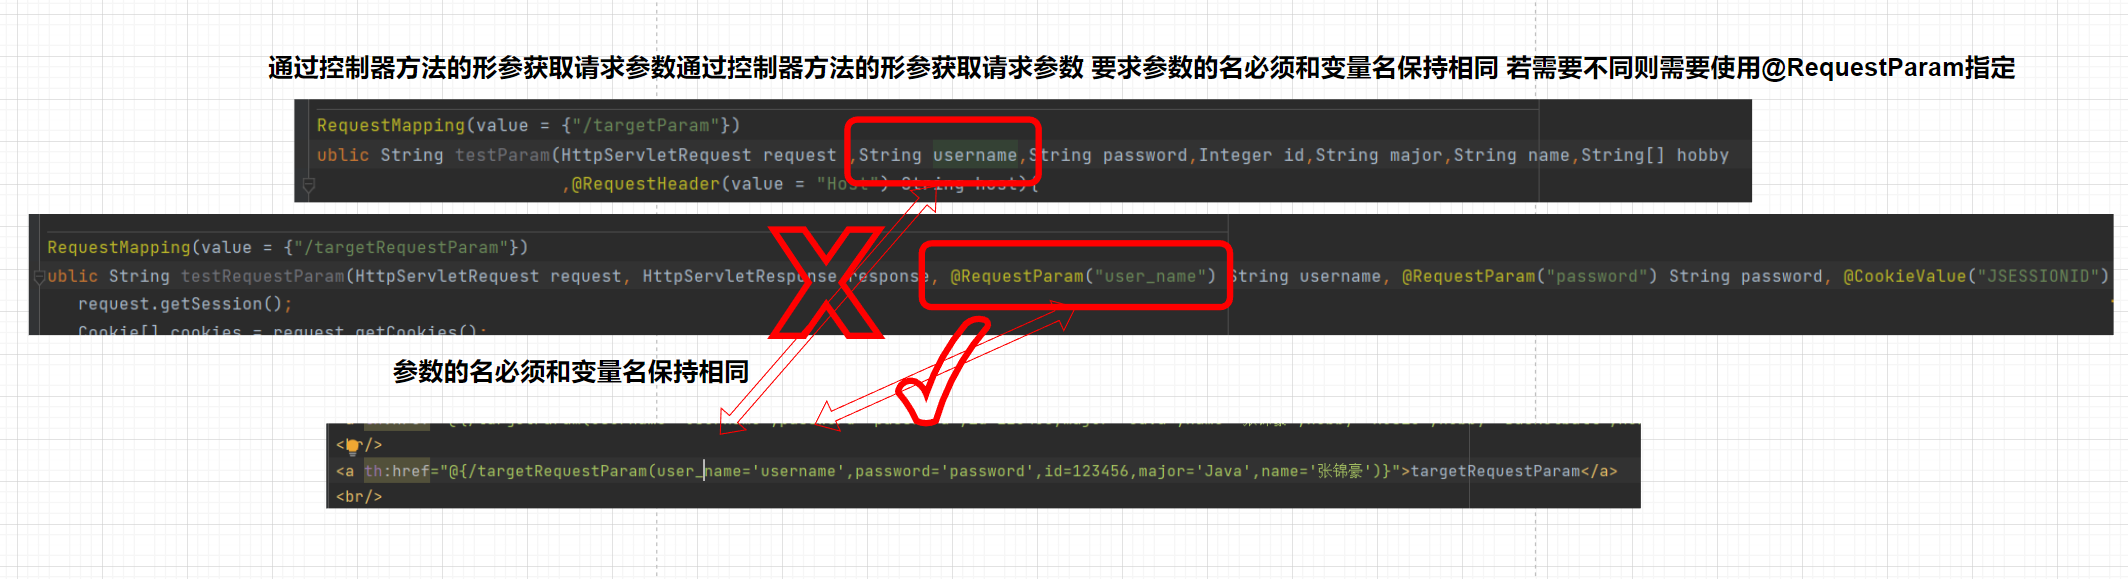 通过控制器方法的形参获取请求参数通过控制器方法的形参获取请求参数 要求参数的名必须和变量名保持相同 若需要不同则需要使用@RequestParam指定
RequestMapping(value = {"/targetParam"})
ublic String testParam(HttpServletRequest request ,String username,String password,Integer id,String major,String name,String[] hobby
,@RequestHeader(value = "Host") String host){
RequestMapping(value = {"/targetRequestParam"})
ublic String testRequestParam(HttpServletRequest request, HttpServletResponse response, @RequestParam("user_name") String username, @RequestParam("password") String password, @CookieValue("JSESSIONID")
request.getSession();
Cookie[] cookies = request.getCookies();
参数的名必须和变量名保持相同
<br/>
<a th:href="@{/targetRequestParam(user_name='username',password='password',id=123456,major='Java',name='张锦豪')}">targetRequestParam</a>
<br/>